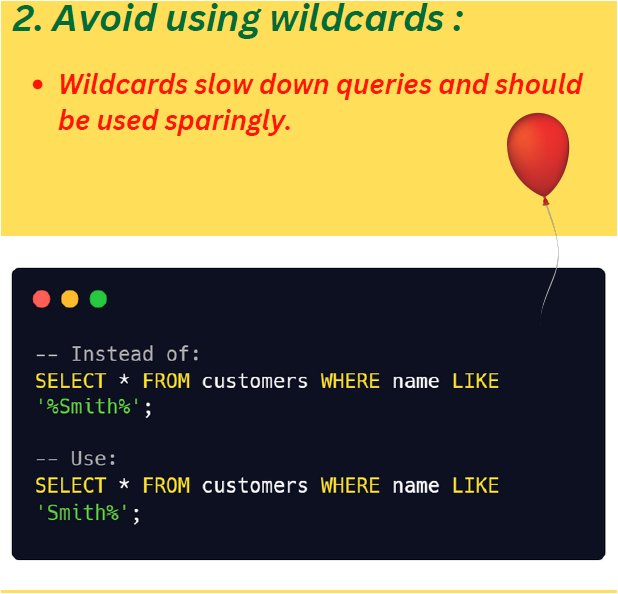 2. Avoid using wildcards :
• Wildcards slow down queries and should
be used sparingly.
-- Instead of:
SELECT * FROM customers WHERE name LIKE
'%Smith%';
-- Use:
SELECT * FROM customers WHERE name LIKE
'Smith%';